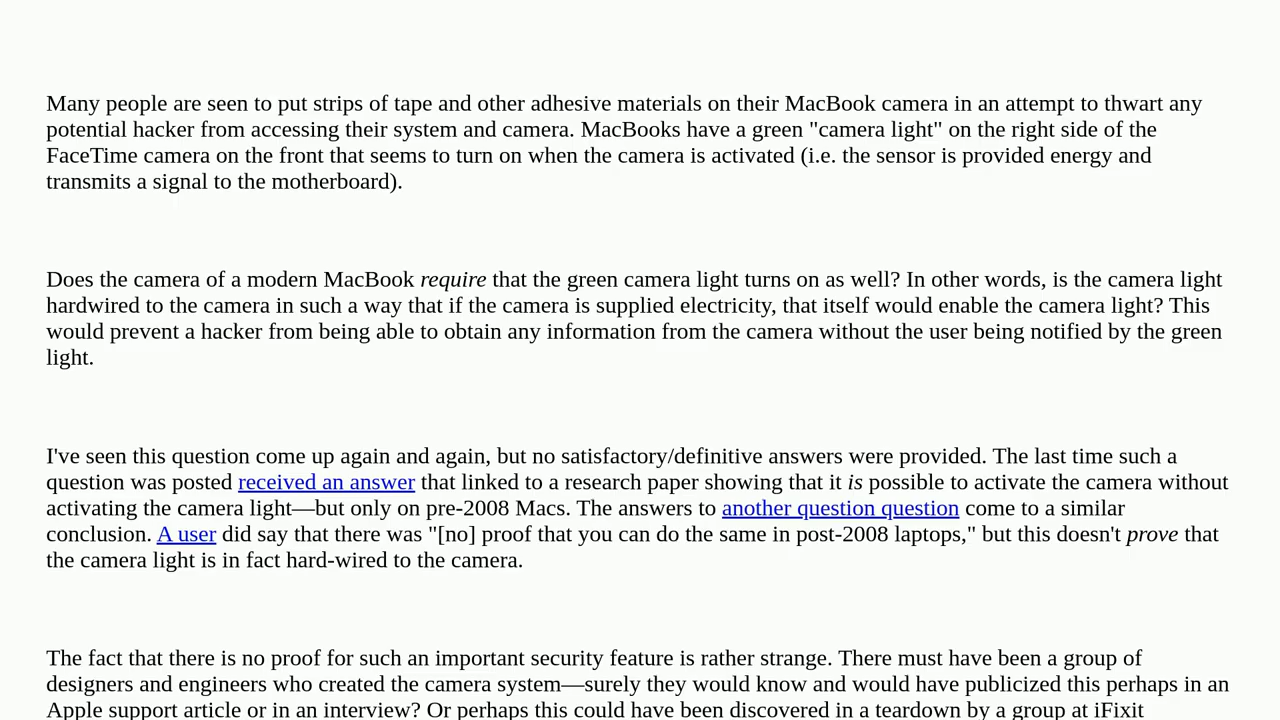 Many people are seen to put strips of tape and other adhesive materials on their MacBook camera in an attempt to thwart any
potential hacker from accessing their system and camera. MacBooks have a green "camera light" on the right side of the
FaceTime camera on the front that seems to turn on when the camera is activated (i.e. the sensor is provided energy and
transmits a signal to the motherboard).
Does the camera of a modern MacBook require that the green camera light turns on as well? In other words, is the camera light
hardwired to the camera in such a way that if the camera is supplied electricity, that itself would enable the camera light? This
would prevent a hacker from being able to obtain any information from the camera without the user being notified by the green
light.
I've seen this question come up again and again, but no satisfactory/definitive answers were provided. The last time such a
question was posted received an answer that linked to a research paper showing that it is possible to activate the camera without
activating the camera light—but only on pre-2008 Macs. The answers to another question question come to a similar
conclusion. A user did say that there was "[no] proof that you can do the same in post-2008 laptops," but this doesn't prove that
the camera light is in fact hard-wired to the camera.
The fact that there is no proof for such an important security feature is rather strange. There must have been a group of
designers and engineers who created the camera system—surely they would know and would have publicized this perhaps in an
Apple support article or in an interview? Or perhaps this could have been discovered in a teardown by a group at iFixit